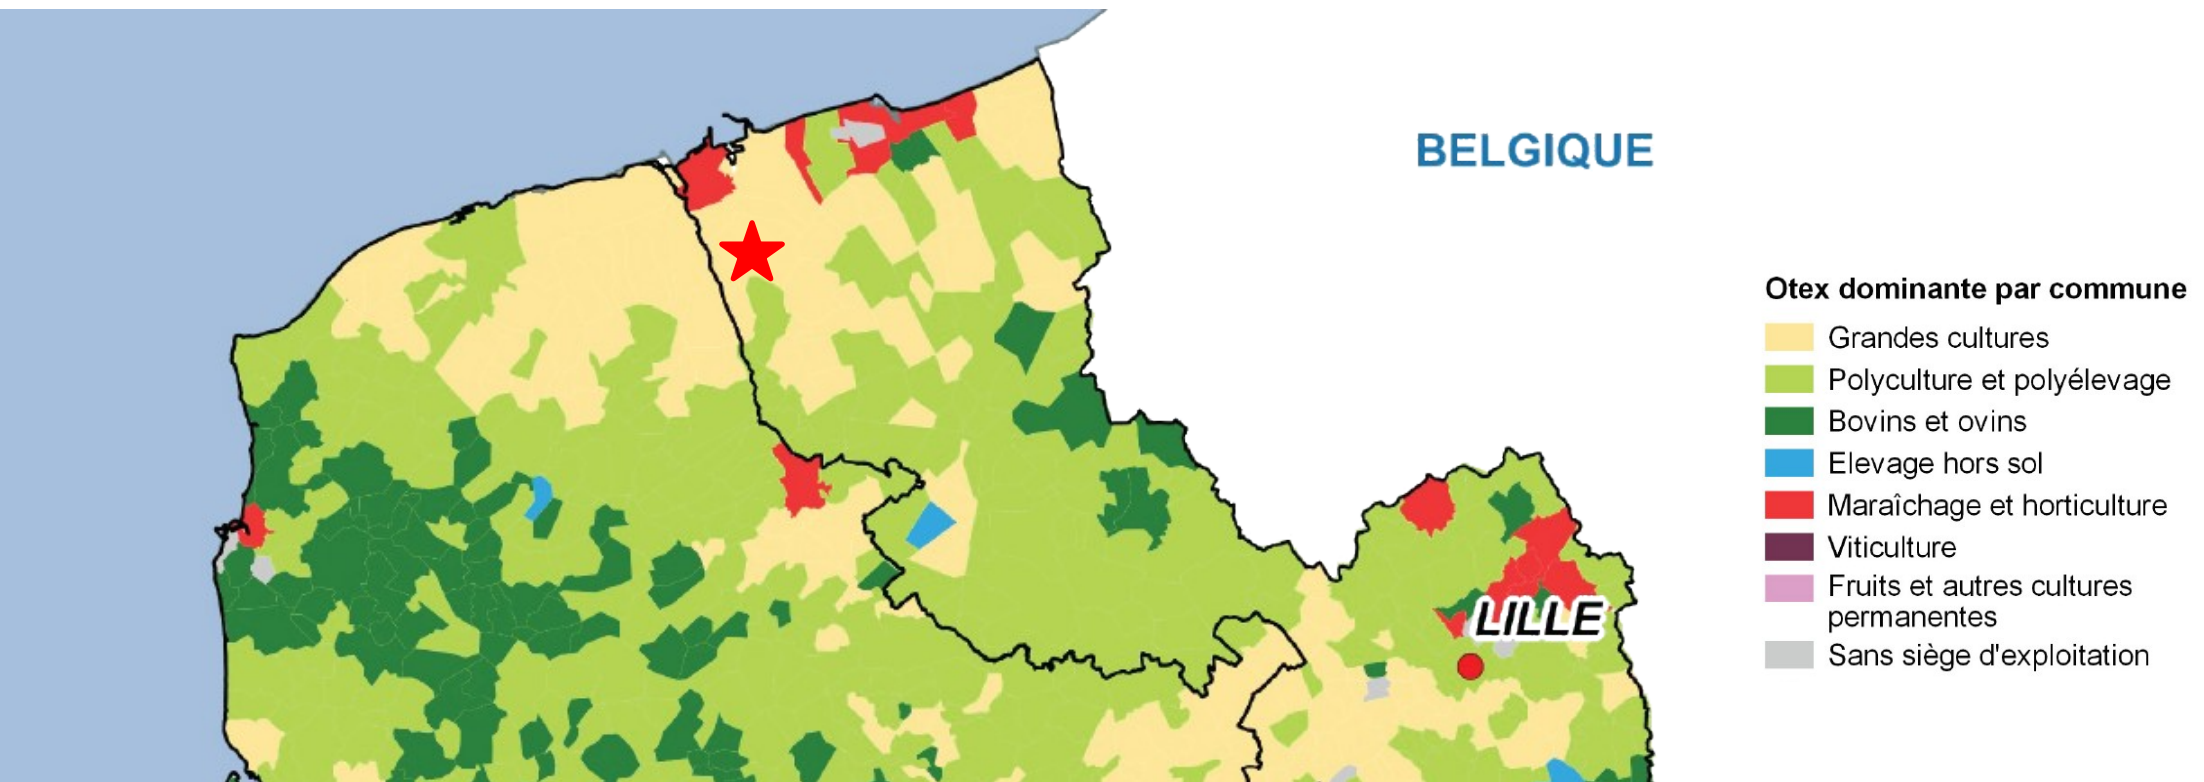 BELGIQUE
Otex dominante par commune
Grandes cultures
Polyculture et polyélevage
Bovins et ovins
Elevage hors sol
Maraîchage et horticulture
Viticulture
Fruits et autres cultures
permanentes
Sans siège d'exploitation
LILLE